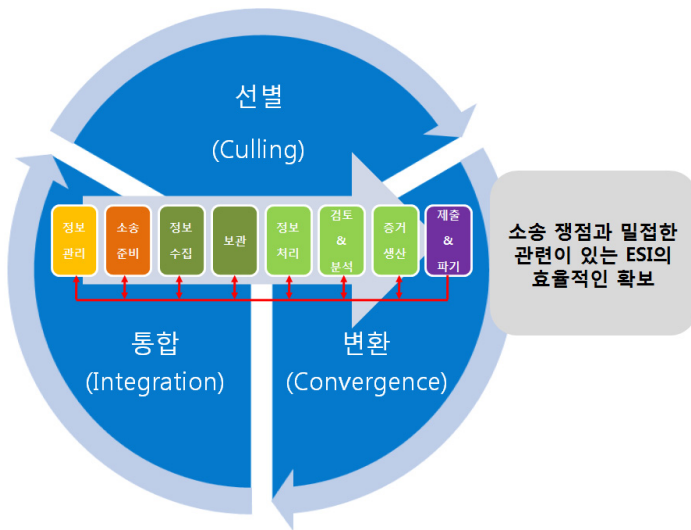 선별
(Culling)
정보
관리
소송
준비
정보
수집
보관
정보
처리
검토
&
분석
증거
생산
제출
&
파기
소송 쟁점과 밀접한
관련이 있는 ESI의
효율적인 확보
통합
(Integration)
변환
(Convergence)